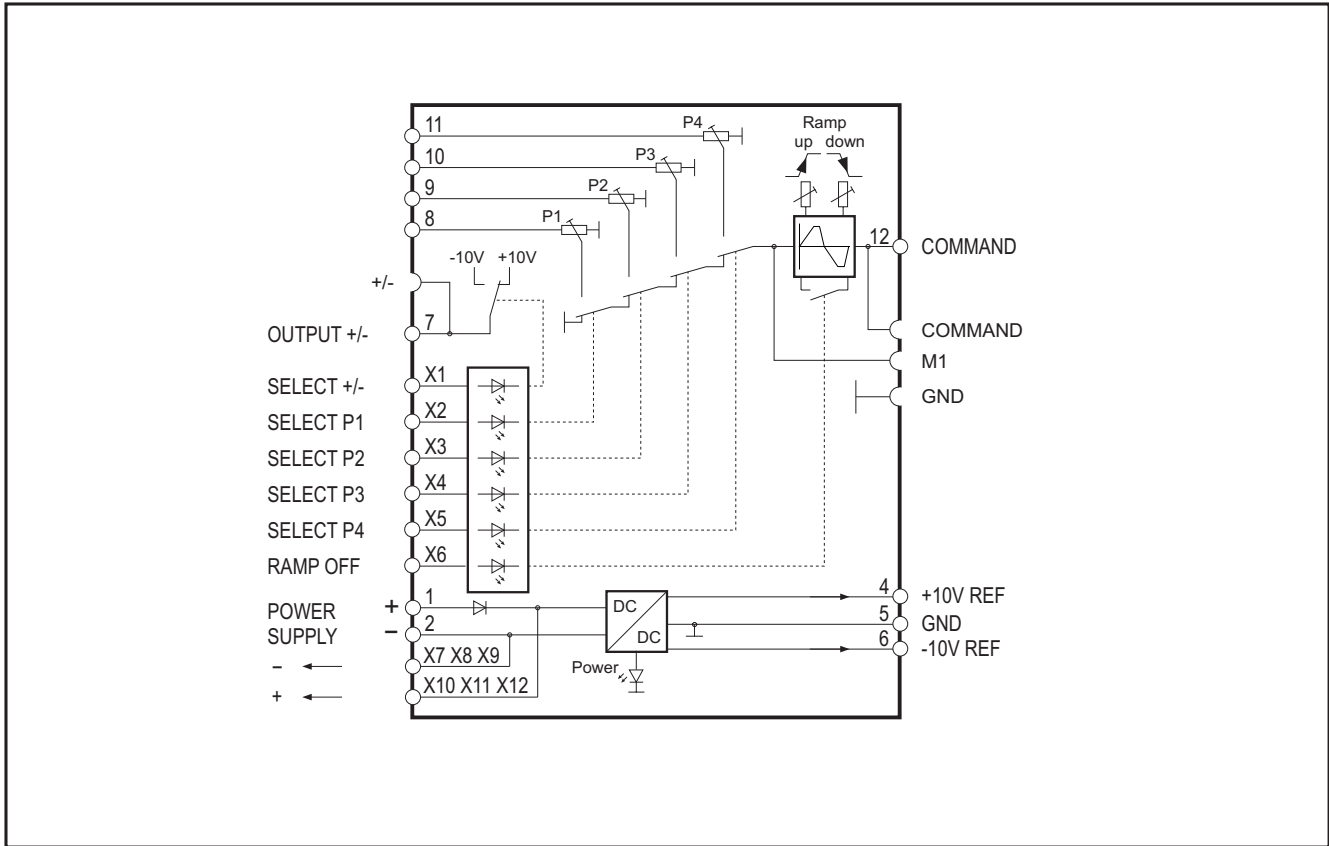 11
P4
Ramp
up down
10
P3
9
P2
8
P1
-10V +10V
12
COMMAND
+/-
7
OUTPUT +/-
COMMAND
M1
GND
SELECT +/-
X1
SELECT P1
X2
SELECT P2
X3
SELECT P3
X4
SELECT P4
X5
RAMP OFF
X6
POWER
SUPPLY
+
1
−
2
DC
DC
4
+10V REF
5
GND
6
-10V REF
−
X7 X8 X9
Power
+
X10 X11 X12